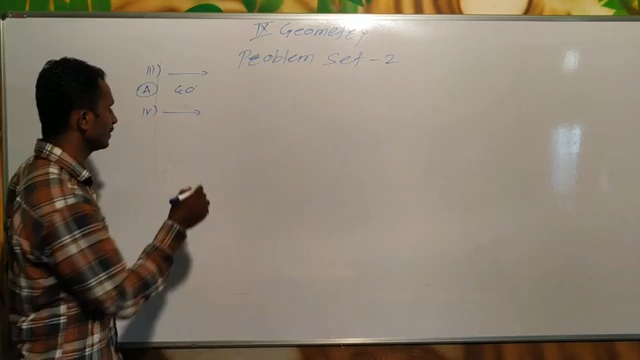 IX Geometry
Problem Set - 2
III) →
(A) 40°
IV) →